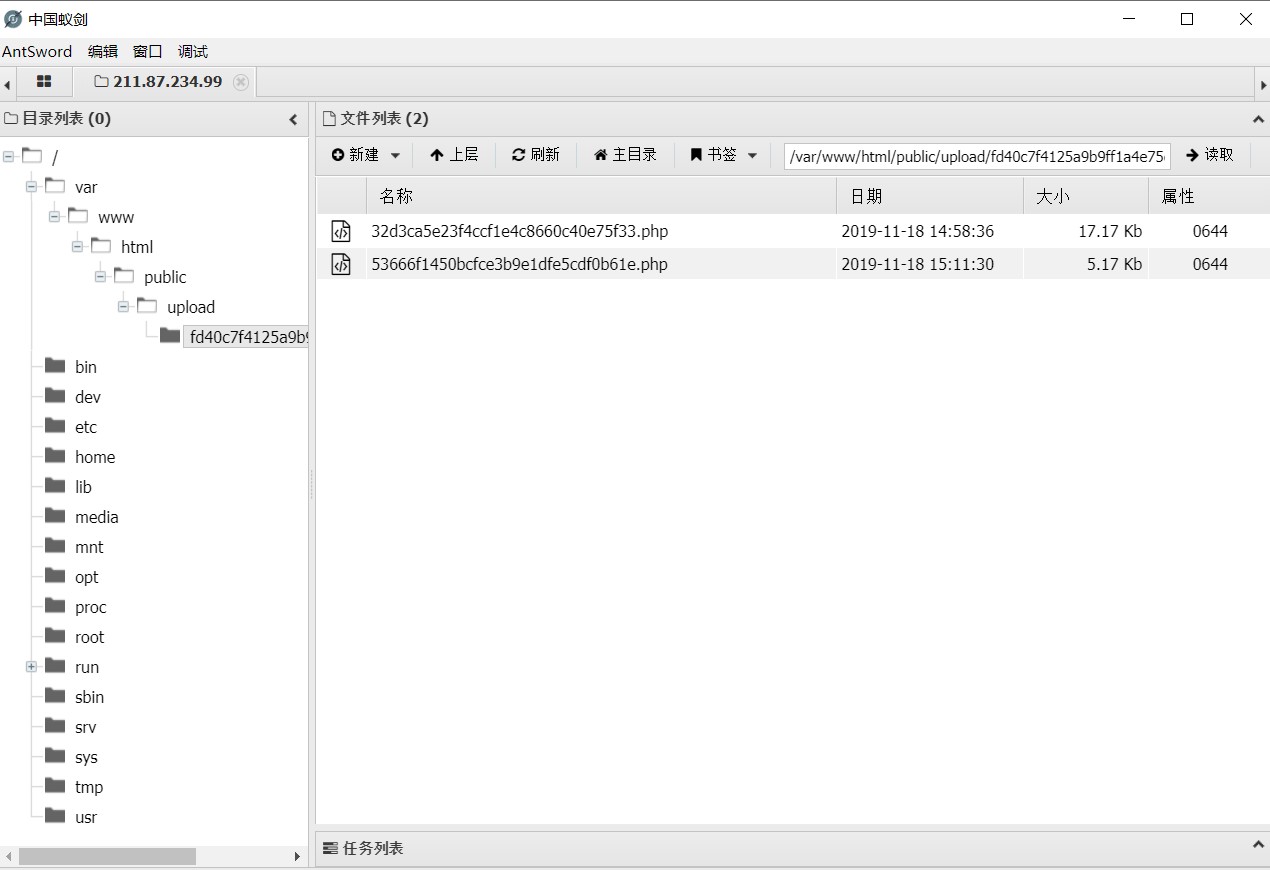 中国蚁剑
AntSword 编辑 窗口 调试
211.87.234.99
目录列表 (0)
/
var
www
html
public
upload
fd40c7f4125a9b9
bin
dev
etc
home
lib
media
mnt
opt
proc
root
run
sbin
srv
sys
tmp
usr
文件列表 (2)
新建 上层 刷新 主目录 书签 /var/www/html/public/upload/fd40c7f4125a9b9ff1a4e75 读取
名称 日期 大小 属性
32d3ca5e23f4ccf1e4c8660c40e75f33.php 2019-11-18 14:58:36 17.17 Kb 0644
53666f1450bcfce3b9e1dfe5cdf0b61e.php 2019-11-18 15:11:30 5.17 Kb 0644
任务列表